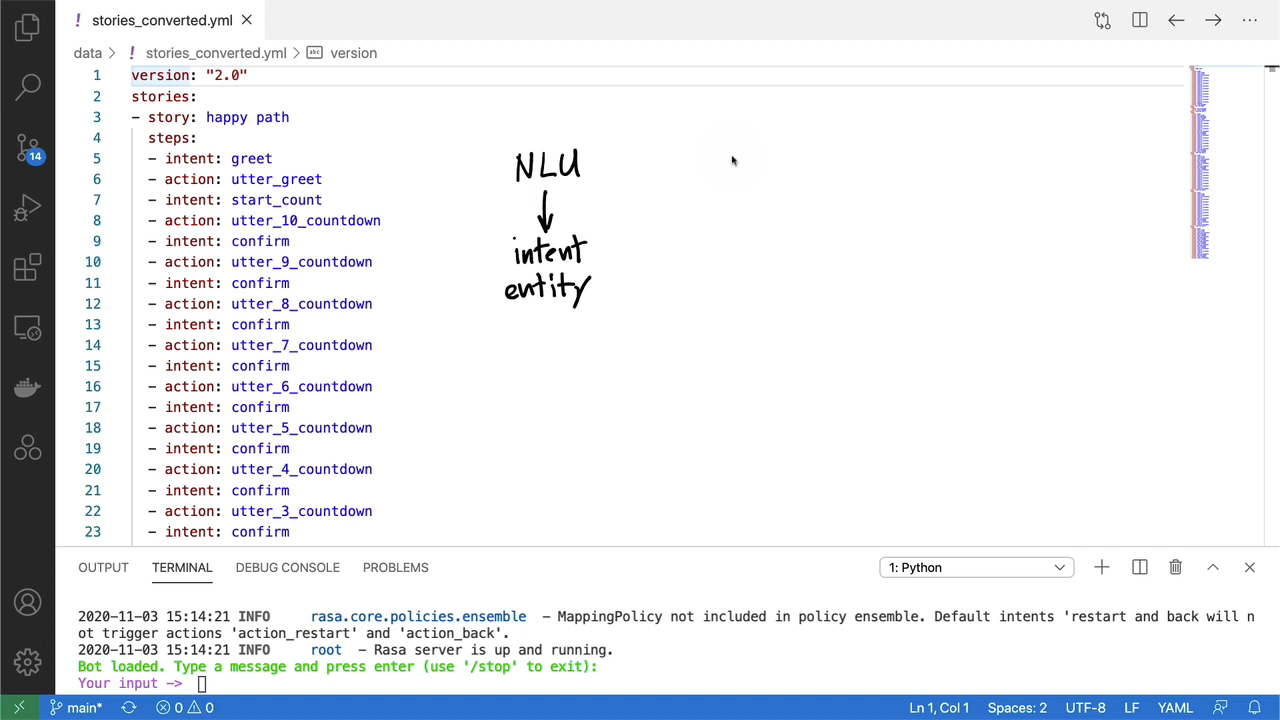 stories_converted.yml
data > stories_converted.yml > version
1 version: "2.0"
2 stories:
3 - story: happy path
4 steps:
5 - intent: greet
6 - action: utter_greet
7 - intent: start_count
8 - action: utter_10_countdown
9 - intent: confirm
10 - action: utter_9_countdown
11 - intent: confirm
12 - action: utter_8_countdown
13 - intent: confirm
14 - action: utter_7_countdown
15 - intent: confirm
16 - action: utter_6_countdown
17 - intent: confirm
18 - action: utter_5_countdown
19 - intent: confirm
20 - action: utter_4_countdown
21 - intent: confirm
22 - action: utter_3_countdown
23 - intent: confirm
NLU
intent
entity
14
OUTPUT TERMINAL DEBUG CONSOLE PROBLEMS 1: Python
2020-11-03 15:14:21 INFO rasa.core.policies.ensemble - MappingPolicy not included in policy ensemble. Default intents 'restart and back will n
ot trigger actions 'action_restart' and 'action_back'.
2020-11-03 15:14:21 INFO root - Rasa server is up and running.
Bot loaded. Type a message and press enter (use '/stop' to exit):
Your input ->
main* 0 0 Ln 1, Col 1 Spaces: 2 UTF-8 LF YAML